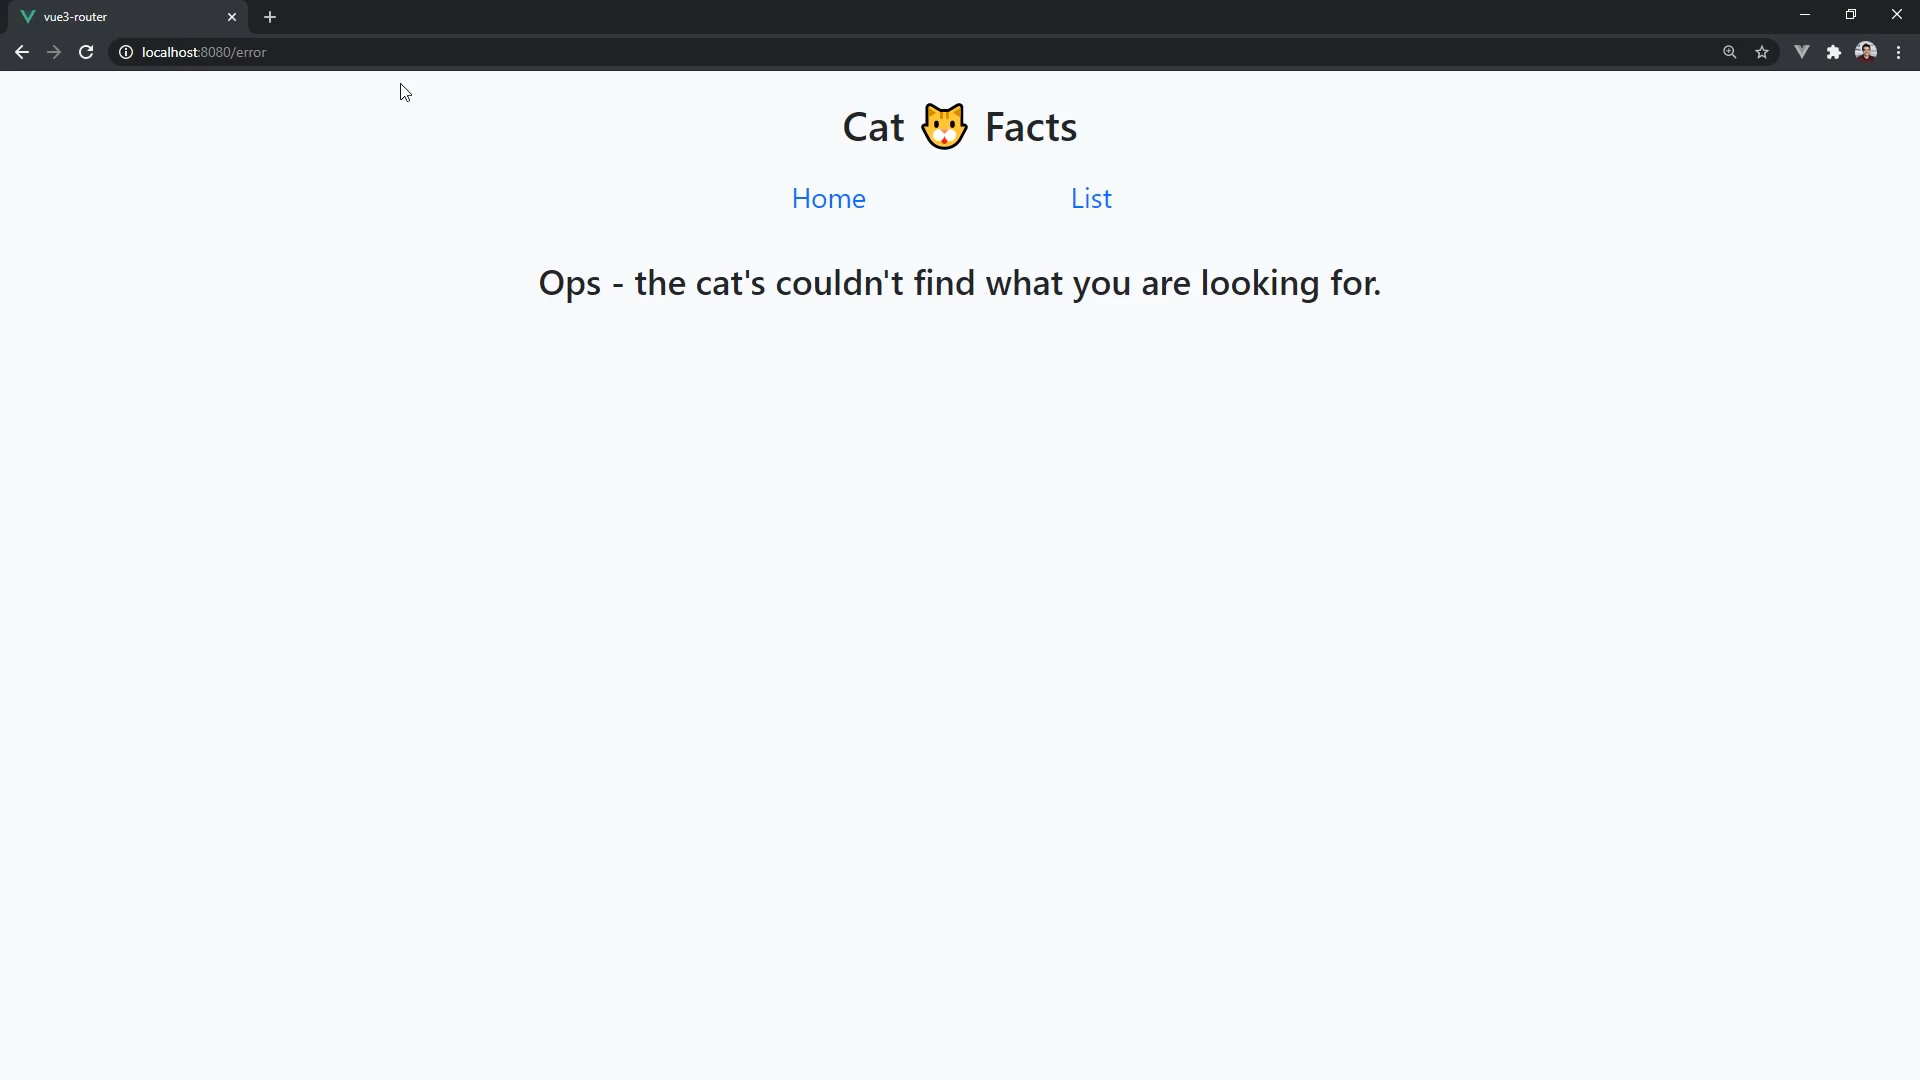 vue3-router
localhost:8080/error
Cat 🐱 Facts
Home List
Ops - the cat's couldn't find what you are looking for.